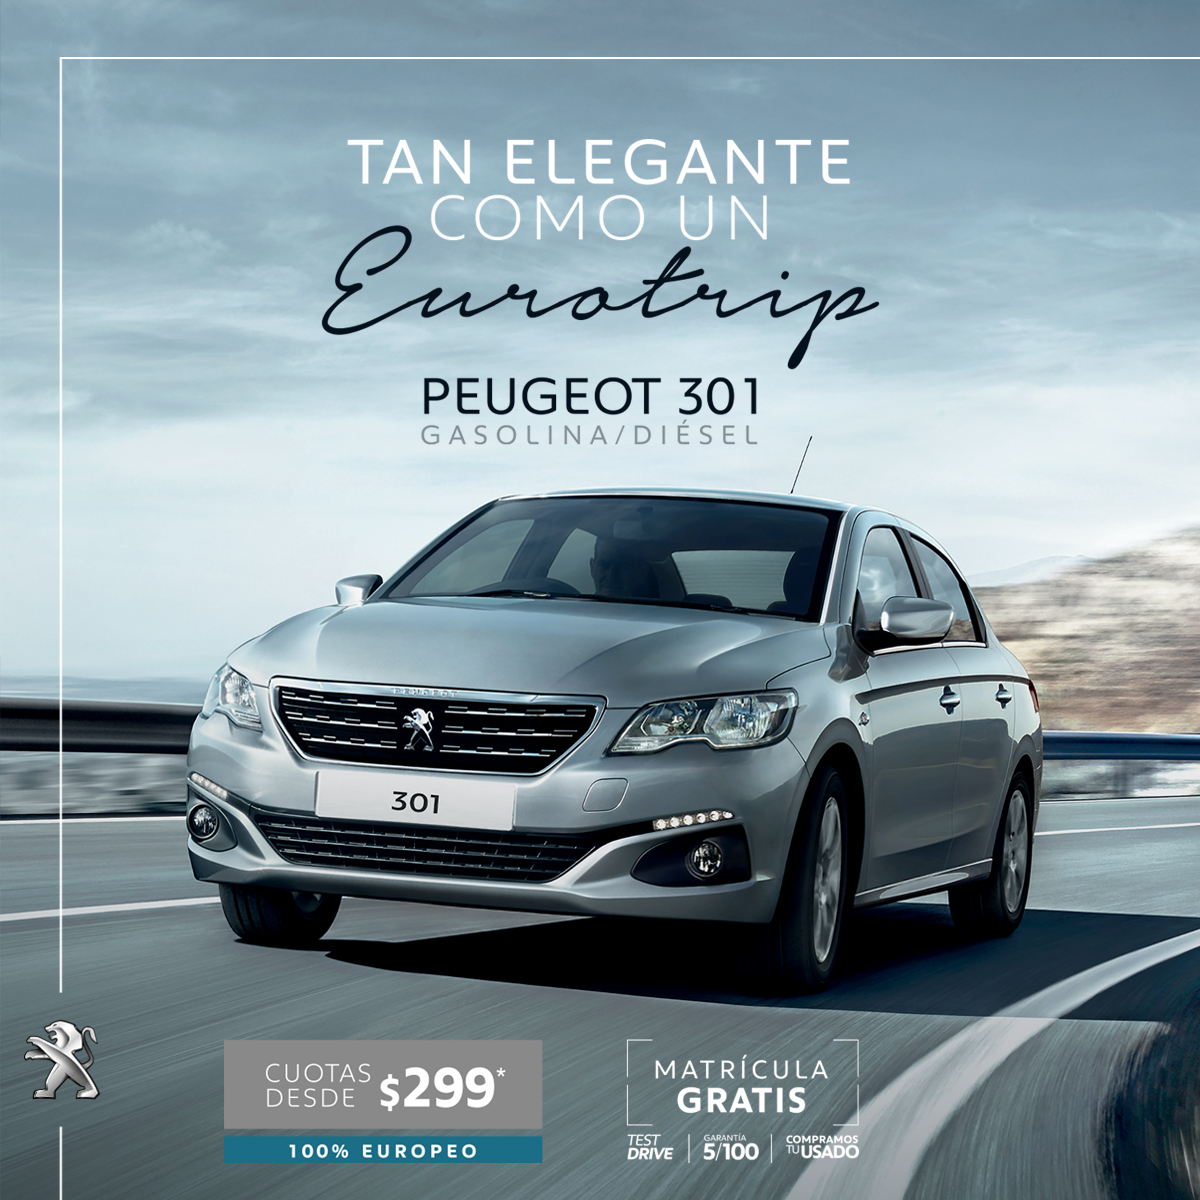 TAN ELEGANTE
COMO UN
Eurotrip
PEUGEOT 301
GASOLINA/DIÉSEL
PEUGEOT
301
CUOTAS
DESDE $299*
100% EUROPEO
MATRÍCULA
GRATIS
TEST
DRIVE
GARANTÍA
5/100
COMPRAMOS
TU USADO